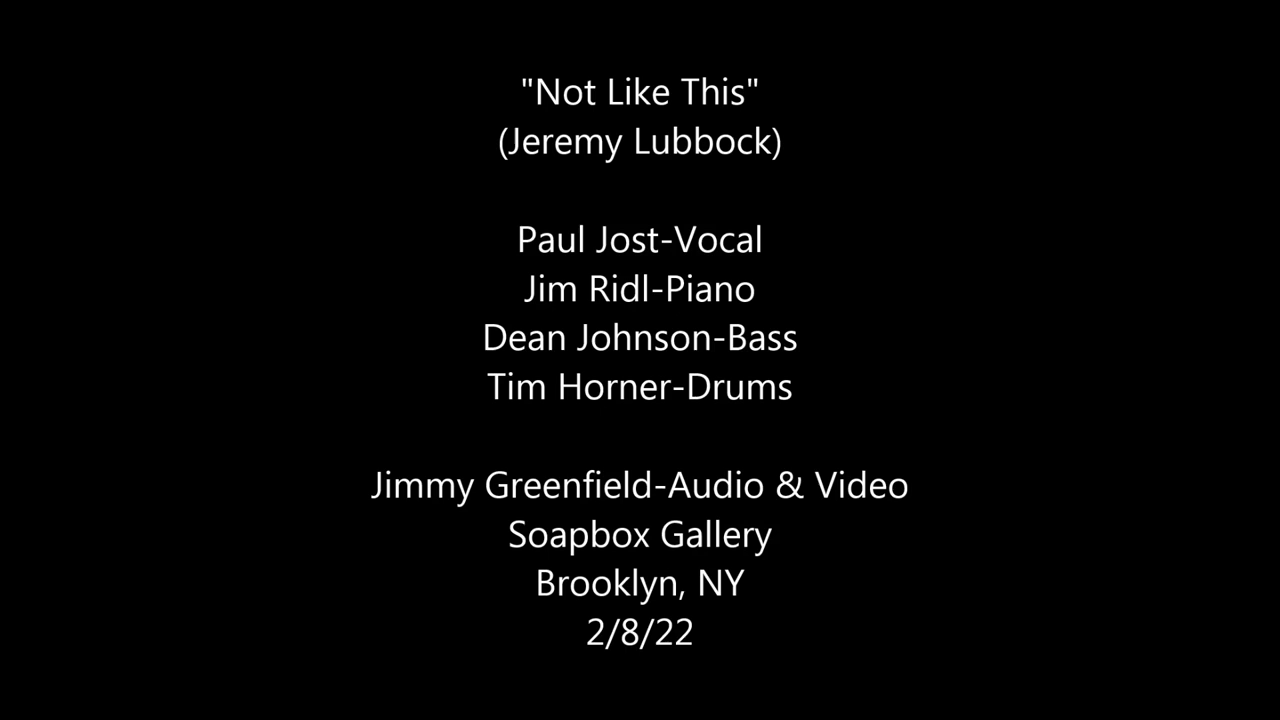 "Not Like This"
(Jeremy Lubbock)
Paul Jost-Vocal
Jim Ridl-Piano
Dean Johnson-Bass
Tim Horner-Drums
Jimmy Greenfield-Audio & Video
Soapbox Gallery
Brooklyn, NY
2/8/22